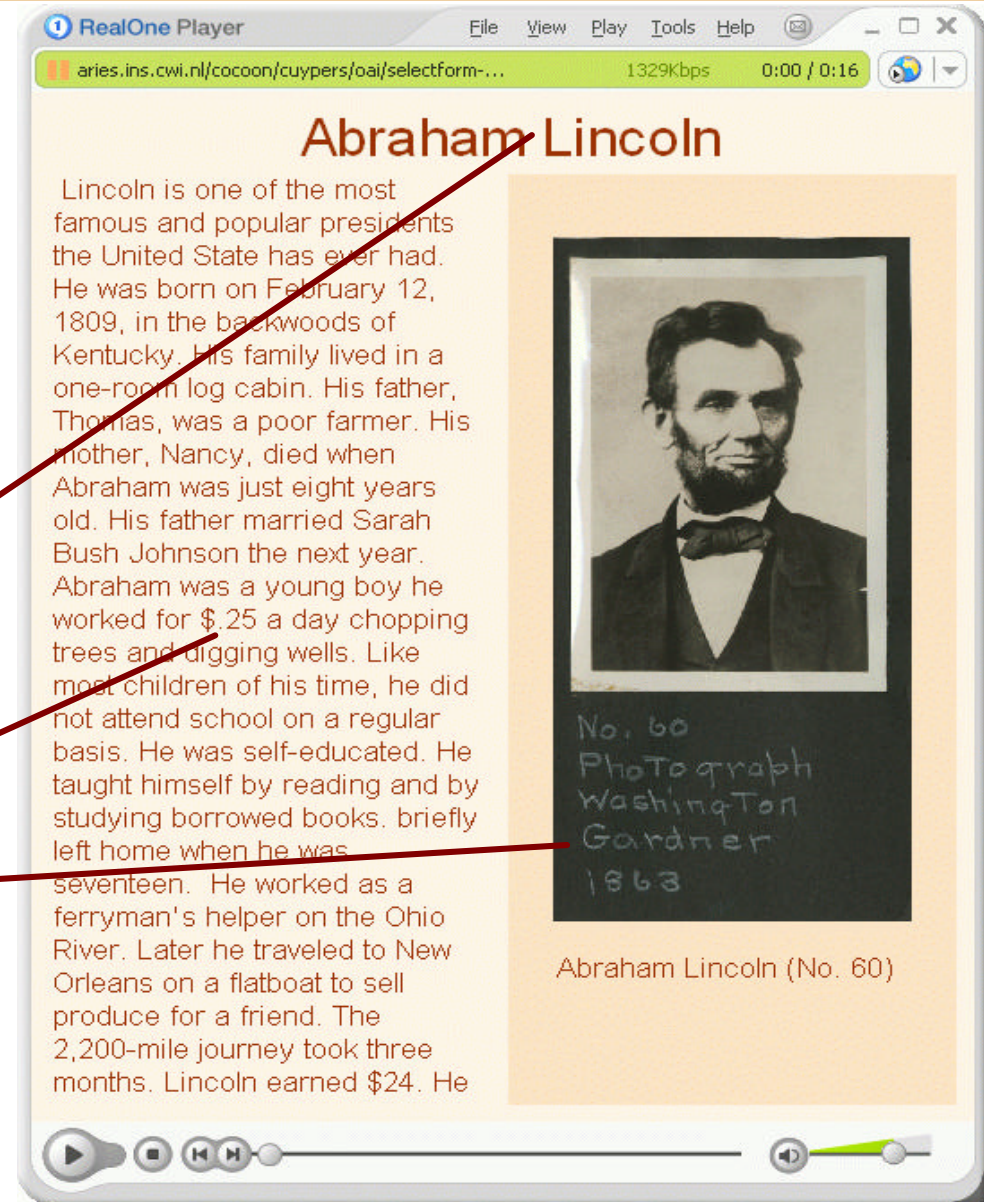 RealOne Player File View Play Tools Help
aries.ins.cwi.nl/cocoon/cuypers/oai/selectform-... 1329Kbps 0:00 / 0:16
Abraham Lincoln
Lincoln is one of the most
famous and popular presidents
the United State has ever had.
He was born on February 12,
1809, in the backwoods of
Kentucky. His family lived in a
one-room log cabin. His father,
Thomas, was a poor farmer. His
mother, Nancy, died when
Abraham was just eight years
old. His father married Sarah
Bush Johnson the next year.
Abraham was a young boy he
worked for $.25 a day chopping
trees and digging wells. Like
most children of his time, he did
not attend school on a regular
basis. He was self-educated. He
taught himself by reading and by
studying borrowed books. briefly
left home when he was
seventeen.  He worked as a
ferryman's helper on the Ohio
River. Later he traveled to New
Orleans on a flatboat to sell
produce for a friend. The
2,200-mile journey took three
months. Lincoln earned $24. He
No. 60
Photograph
Washington
Gardner
1863
Abraham Lincoln (No. 60)